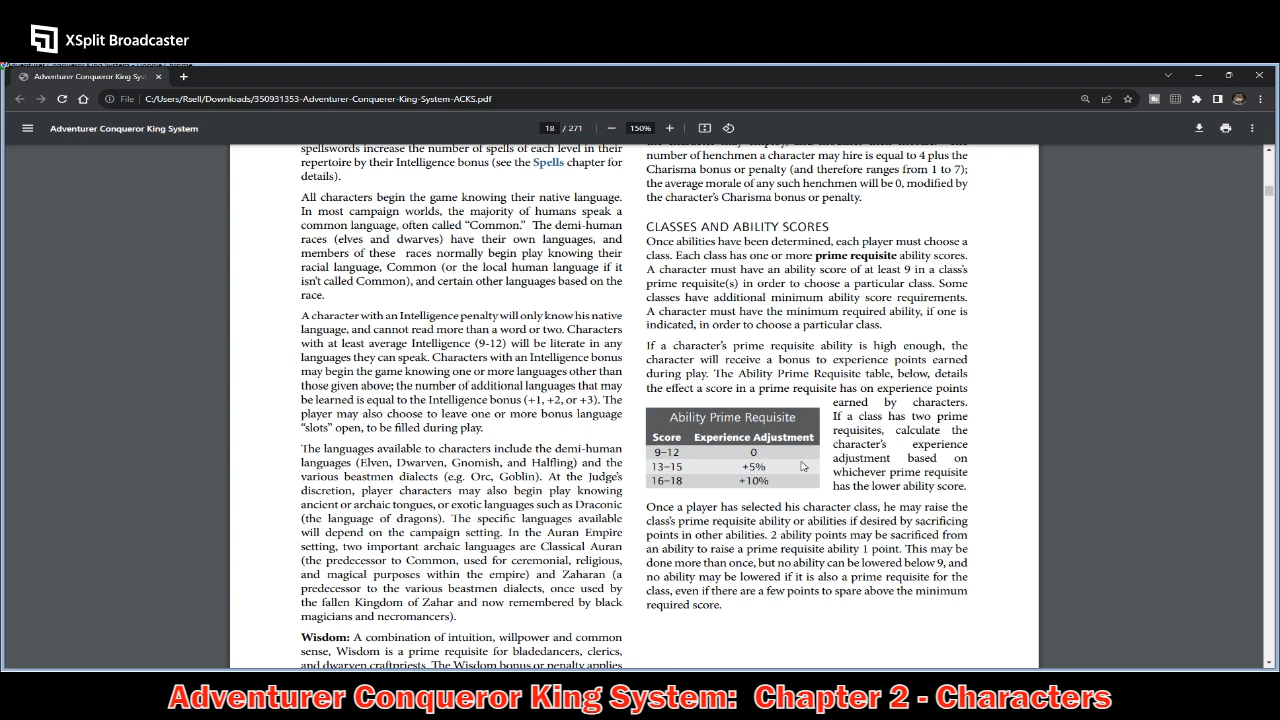 XSplit Broadcaster
Adventurer Conqueror King Sys
File
C:/Users/Rsell/Downloads/350931353-Adventurer-Conquerer-King-System-ACKS.pdf
Adventurer Conqueror King System
18 / 271
150%
spellswords increase the number of spells of each level in their
repertoire by their Intelligence bonus (see the Spells chapter for
details).
All characters begin the game knowing their native language.
In most campaign worlds, the majority of humans speak a
common language, often called “Common.” The demi-human
races (elves and dwarves) have their own languages, and
members of these races normally begin play knowing their
racial language, Common (or the local human language if it
isn’t called Common), and certain other languages based on the
race.
A character with an Intelligence penalty will only know his native
language, and cannot read more than a word or two. Characters
with at least average Intelligence (9-12) will be literate in any
languages they can speak. Characters with an Intelligence bonus
may begin the game knowing one or more languages other than
those given above; the number of additional languages that may
be learned is equal to the Intelligence bonus (+1, +2, or +3). The
player may also choose to leave one or more bonus language
“slots” open, to be filled during play.
The languages available to characters include the demi-human
languages (Elven, Dwarven, Gnomish, and Halfling) and the
various beastmen dialects (e.g. Orc, Goblin). At the Judge’s
discretion, player characters may also begin play knowing
ancient or archaic tongues, or exotic languages such as Draconic
(the language of dragons). The specific languages available
will depend on the campaign setting. In the Auran Empire
setting, two important archaic languages are Classical Auran
(the predecessor to Common, used for ceremonial, religious,
and magical purposes within the empire) and Zaharan (a
predecessor to the various beastmen dialects, once used by
the fallen Kingdom of Zahar and now remembered by black
magicians and necromancers).
Wisdom: A combination of intuition, willpower and common
sense, Wisdom is a prime requisite for bladedancers, clerics,
and dwarven craftpriests. The Wisdom bonus or penalty applies
number of henchmen a character may hire is equal to 4 plus the
Charisma bonus or penalty (and therefore ranges from 1 to 7);
the average morale of any such henchmen will be 0, modified by
the character’s Charisma bonus or penalty.
CLASSES AND ABILITY SCORES
Once abilities have been determined, each player must choose a
class. Each class has one or more prime requisite ability scores.
A character must have an ability score of at least 9 in a class’s
prime requisite(s) in order to choose a particular class. Some
classes have additional minimum ability score requirements.
A character must have the minimum required ability, if one is
indicated, in order to choose a particular class.
If a character’s prime requisite ability is high enough, the
character will receive a bonus to experience points earned
during play. The Ability Prime Requisite table, below, details
the effect a score in a prime requisite has on experience points
earned by characters.
If a class has two prime
requisites, calculate the
character’s experience
adjustment based on
whichever prime requisite
has the lower ability score.
Ability Prime Requisite
Score Experience Adjustment
9–12 0
13–15 +5%
16–18 +10%
Once a player has selected his character class, he may raise the
class’s prime requisite ability or abilities if desired by sacrificing
points in other abilities. 2 ability points may be sacrificed from
an ability to raise a prime requisite ability 1 point. This may be
done more than once, but no ability can be lowered below 9, and
no ability may be lowered if it is also a prime requisite for the
class, even if there are a few points to spare above the minimum
required score.
Adventurer Conqueror King System: Chapter 2 - Characters